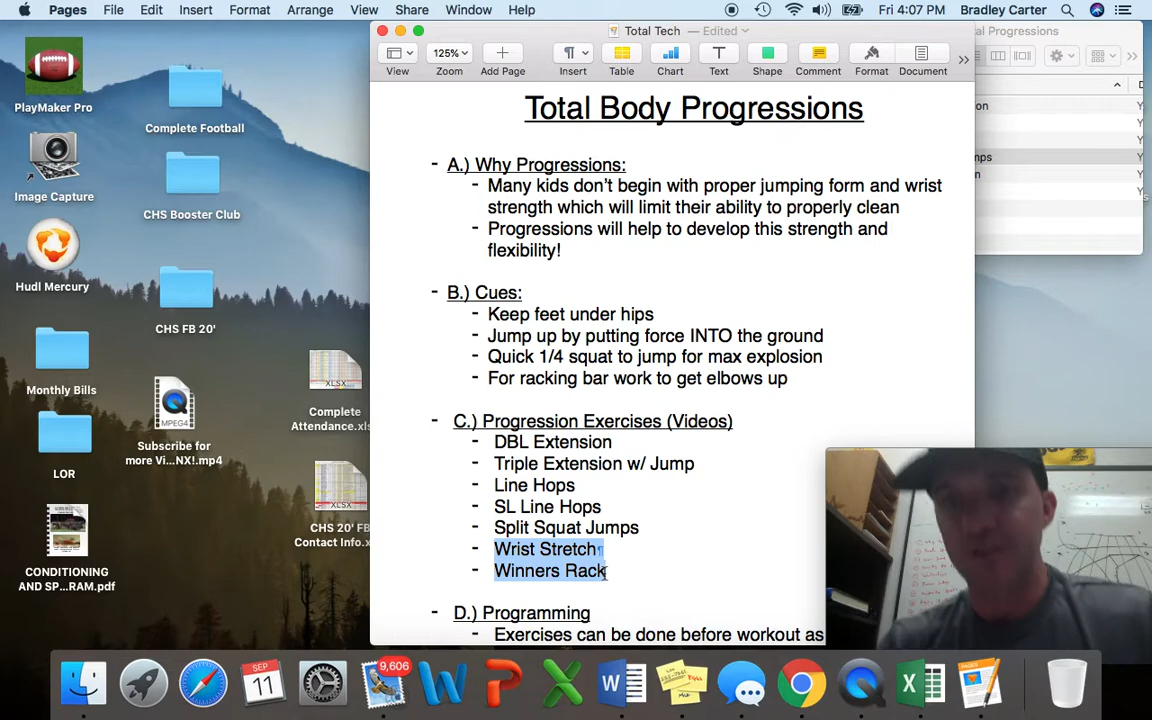 Pages File Edit Insert Format Arrange View Share Window Help Fri 4:07 PM Bradley Carter
Total Tech — Edited
Progressions
View 125% Zoom Add Page Insert Table Chart Text Shape Comment Format Document
PlayMaker Pro
Complete Football
Image Capture
CHS Booster Club
Hudl Mercury
CHS FB 20'
Monthly Bills
XLSX
Complete
Attendance.xls
MPEG4
Subscribe for
more Vi...NX!.mp4
LOR
XLSX
CHS 20' FB
Contact Info.x
CONDITIONING
AND SP...RAM.pdf
Total Body Progressions
- A.) Why Progressions:
- Many kids don't begin with proper jumping form and wrist
strength which will limit their ability to properly clean
- Progressions will help to develop this strength and
flexibility!
- B.) Cues:
- Keep feet under hips
- Jump up by putting force INTO the ground
- Quick 1/4 squat to jump for max explosion
- For racking bar work to get elbows up
- C.) Progression Exercises (Videos)
- DBL Extension
- Triple Extension w/ Jump
- Line Hops
- SL Line Hops
- Split Squat Jumps
- Wrist Stretch
- Winners Rack
- D.) Programming
- Exercises can be done before workout as
on
mps
n
SEP
11
9,606
PAGES